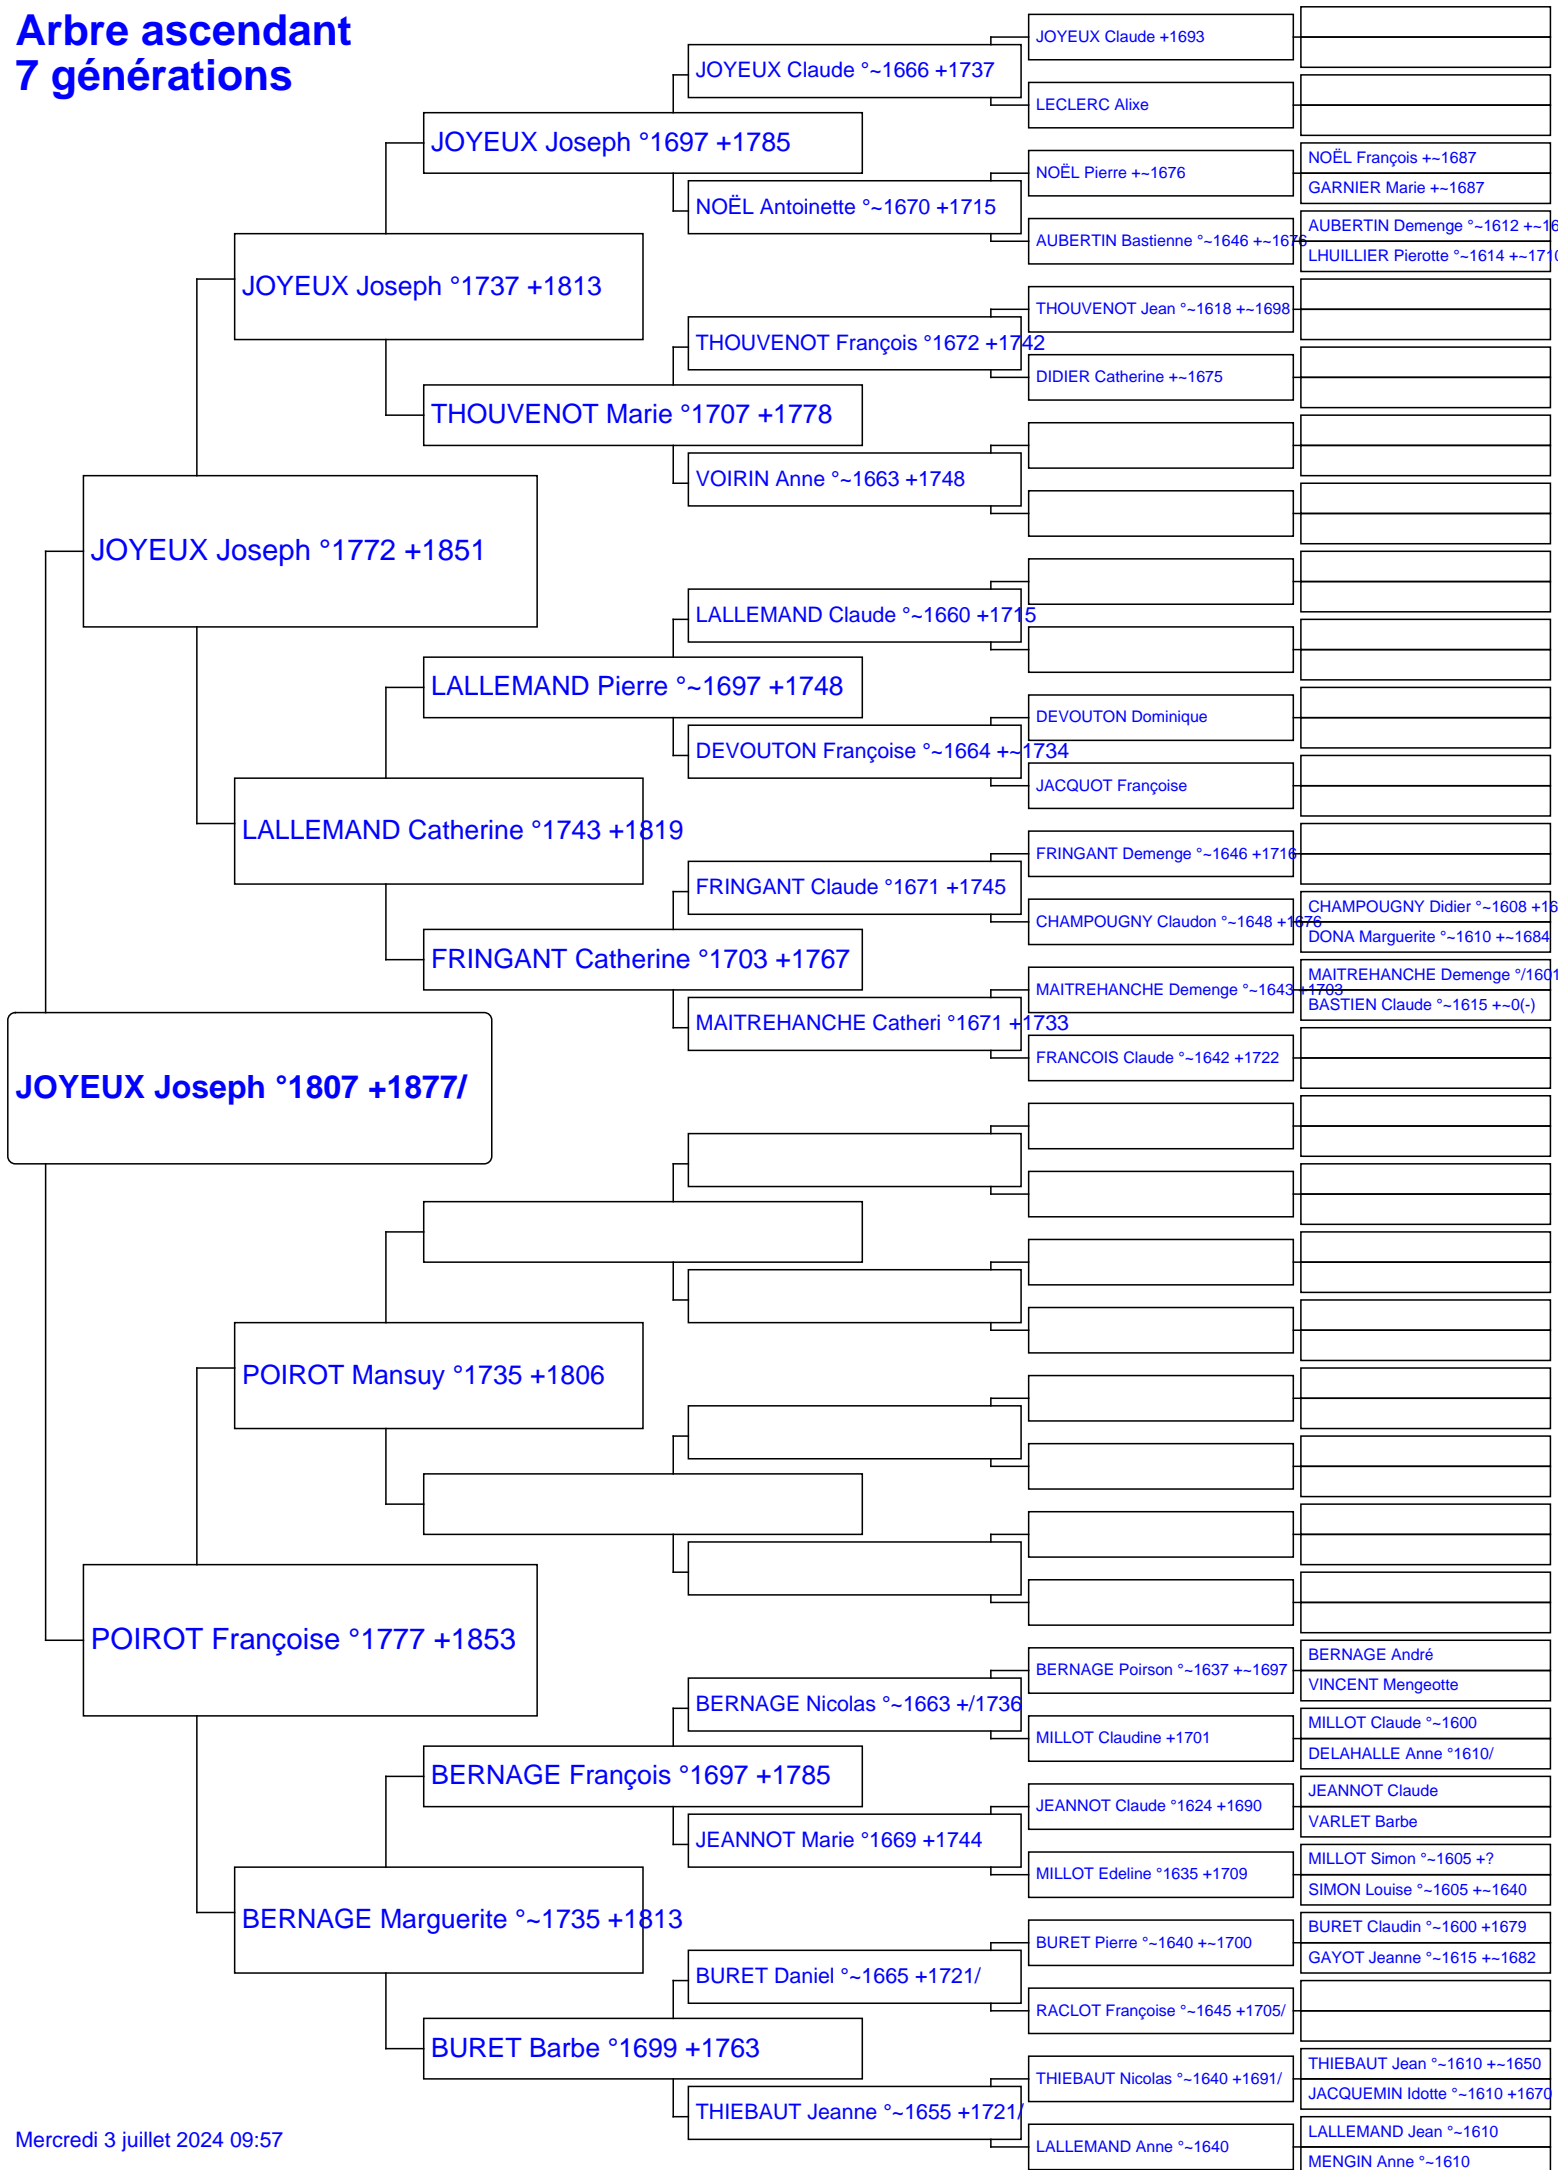 Arbre ascendant
7 générations
JOYEUX Joseph °1807 +1877/
JOYEUX Joseph °1772 +1851
POIROT Françoise °1777 +1853
JOYEUX Joseph °1737 +1813
LALLEMAND Catherine °1743 +1819
POIROT Mansuy °1735 +1806
BERNAGE Marguerite °~1735 +1813
JOYEUX Joseph °1697 +1785
THOUVENOT Marie °1707 +1778
LALLEMAND Pierre °~1697 +1748
FRINGANT Catherine °1703 +1767
BERNAGE François °1697 +1785
BURET Barbe °1699 +1763
JOYEUX Claude °~1666 +1737
NOËL Antoinette °~1670 +1715
THOUVENOT François °1672 +1742
VOIRIN Anne °~1663 +1748
LALLEMAND Claude °~1660 +1715
DEVOUTON Françoise °~1664 +~1734
FRINGANT Claude °1671 +1745
MAITREHANCHE Catheri °1671 +1733
BERNAGE Nicolas °~1663 +/1736
JEANNOT Marie °1669 +1744
BURET Daniel °~1665 +1721/
THIEBAUT Jeanne °~1655 +1721/
JOYEUX Claude +1693
LECLERC Alixe
NOËL Pierre +~1676
AUBERTIN Bastienne °~1646 +~1676
THOUVENOT Jean °~1618 +~1698
DIDIER Catherine +~1675
DEVOUTON Dominique
JACQUOT Françoise
FRINGANT Demenge °~1646 +1716
CHAMPOUGNY Claudon °~1648 +1676
MAITREHANCHE Demenge °~1643 +1703
FRANCOIS Claude °~1642 +1722
BERNAGE Poirson °~1637 +~1697
MILLOT Claudine +1701
JEANNOT Claude °1624 +1690
MILLOT Edeline °1635 +1709
BURET Pierre °~1640 +~1700
RACLOT Françoise °~1645 +1705/
THIEBAUT Nicolas °~1640 +1691/
LALLEMAND Anne °~1640
NOËL François +~1687
GARNIER Marie +~1687
AUBERTIN Demenge °~1612 +~16
LHUILLIER Pierotte °~1614 +~1710
CHAMPOUGNY Didier °~1608 +16
DONA Marguerite °~1610 +~1684
MAITREHANCHE Demenge °/1601
BASTIEN Claude °~1615 +~0(-)
BERNAGE André
VINCENT Mengeotte
MILLOT Claude °~1600
DELAHALLE Anne °1610/
JEANNOT Claude
VARLET Barbe
MILLOT Simon °~1605 +?
SIMON Louise °~1605 +~1640
BURET Claudin °~1600 +1679
GAYOT Jeanne °~1615 +~1682
THIEBAUT Jean °~1610 +~1650
JACQUEMIN Idotte °~1610 +1670
LALLEMAND Jean °~1610
MENGIN Anne °~1610
Mercredi 3 juillet 2024 09:57